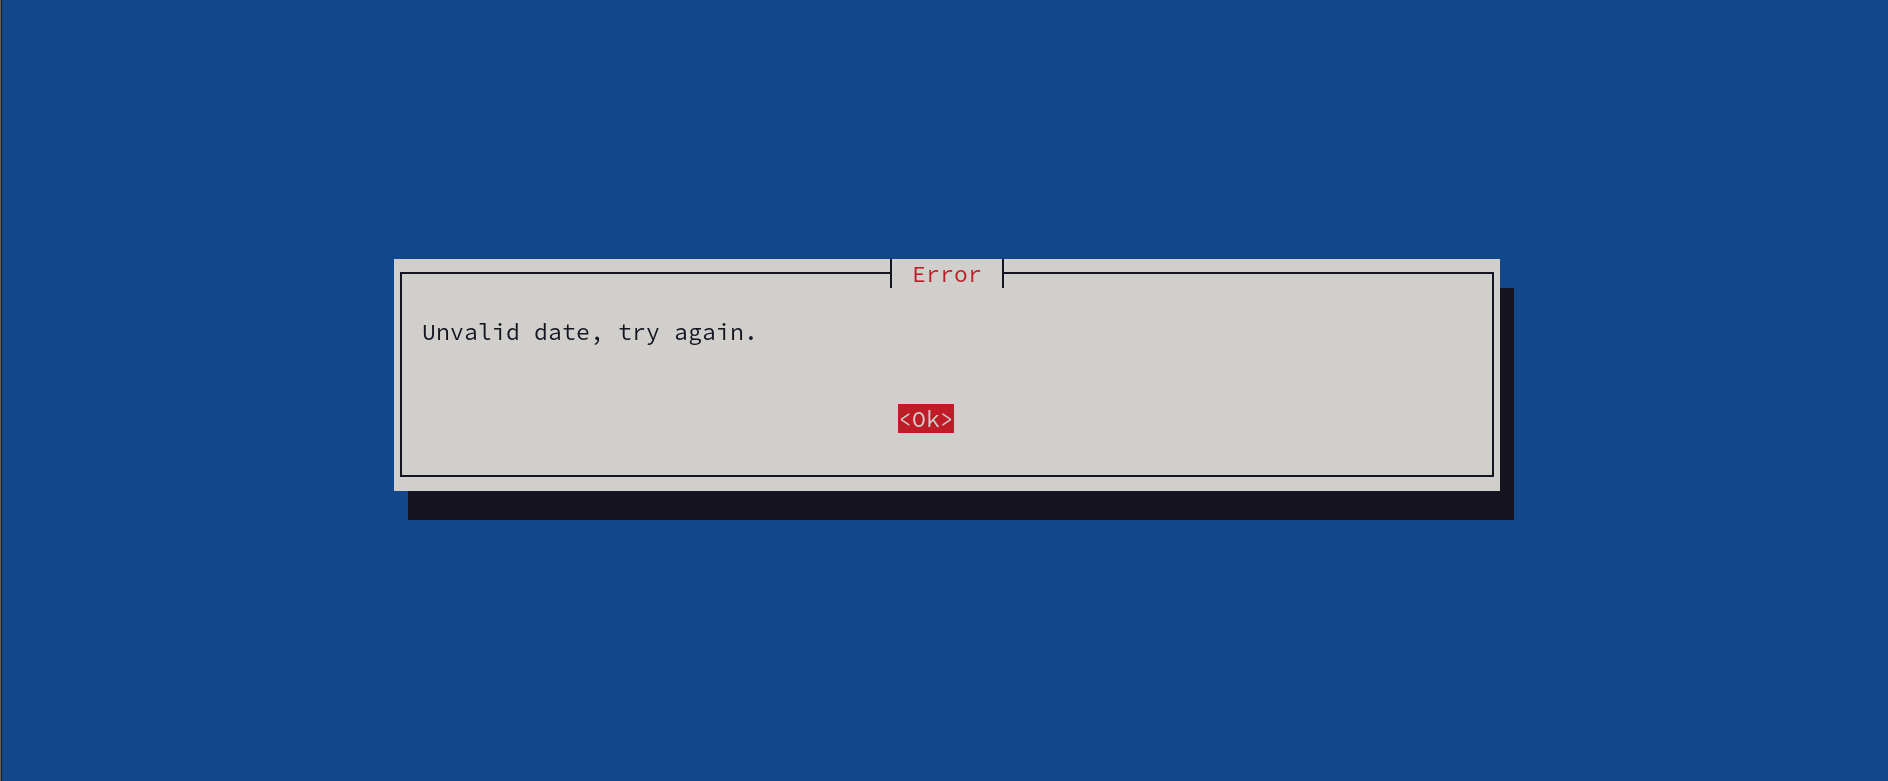 Error
Unvalid date, try again.
<Ok>